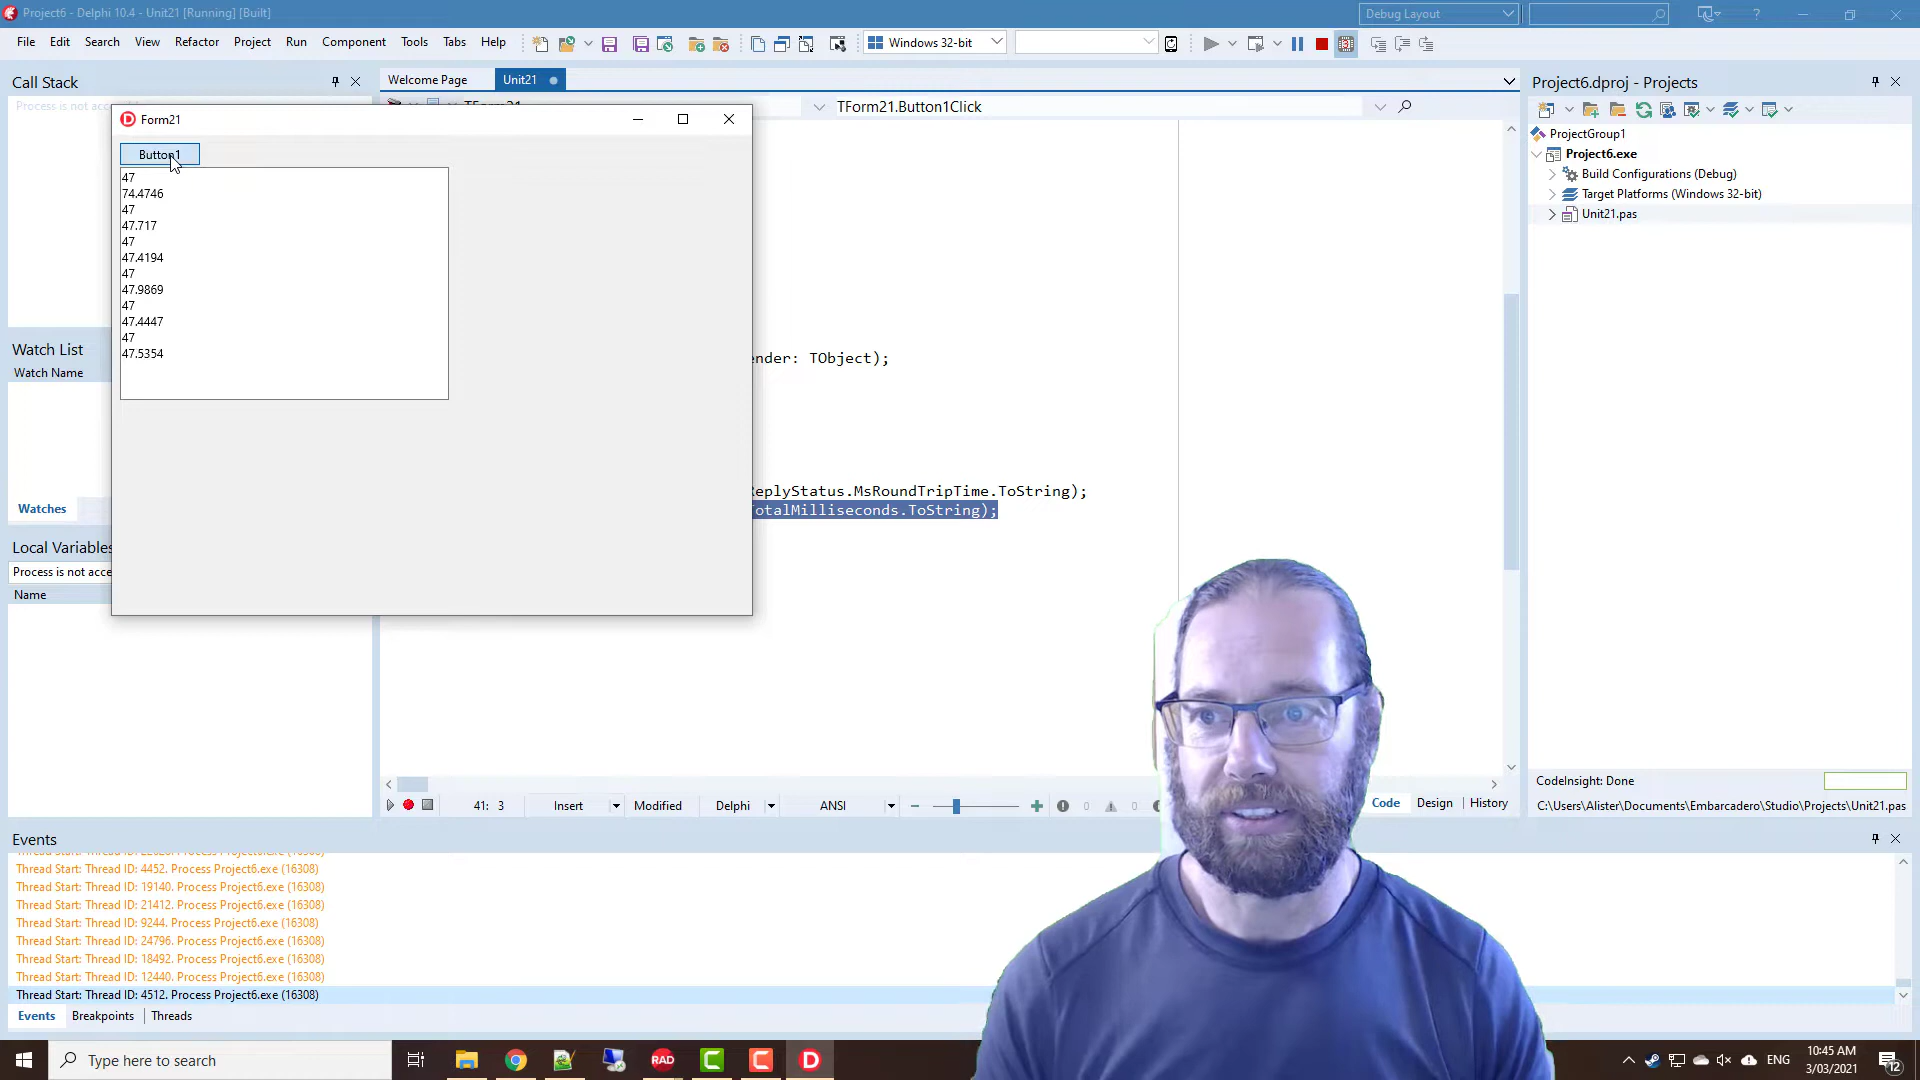 Project6 - Delphi 10.4 - Unit21 [Running] [Built]
Debug Layout
File Edit Search View Refactor Project Run Component Tools Tabs Help
Windows 32-bit
Call Stack
Process is not acce
Welcome Page
Unit21
TForm21.Button1Click
Project6.dproj - Projects
ProjectGroup1
Project6.exe
Build Configurations (Debug)
Target Platforms (Windows 32-bit)
Unit21.pas
Form21
Button1
47
74.4746
47
47.717
47
47.4194
47
47.9869
47
47.4447
47
47.5354
ender: TObject);
eplyStatus.MsRoundTripTime.ToString);
otalMilliseconds.ToString);
Watch List
Watch Name
Watches
Local Variables
Process is not acce
Name
41: 3
Insert
Modified
Delphi
ANSI
0
0
Code
Design
History
CodeInsight: Done
C:\Users\Alister\Documents\Embarcadero\Studio\Projects\Unit21.pas
Events
Thread Start: Thread ID: 4452. Process Project6.exe (16308)
Thread Start: Thread ID: 19140. Process Project6.exe (16308)
Thread Start: Thread ID: 21412. Process Project6.exe (16308)
Thread Start: Thread ID: 9244. Process Project6.exe (16308)
Thread Start: Thread ID: 24796. Process Project6.exe (16308)
Thread Start: Thread ID: 18492. Process Project6.exe (16308)
Thread Start: Thread ID: 12440. Process Project6.exe (16308)
Thread Start: Thread ID: 4512. Process Project6.exe (16308)
Events
Breakpoints
Threads
Type here to search
RAD
ENG
10:45 AM
3/03/2021
12